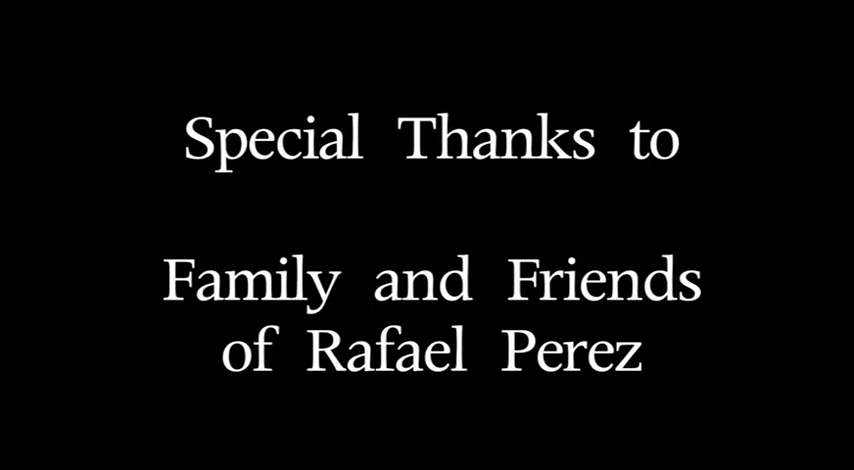 Special Thanks to
Family and Friends
of Rafael Perez